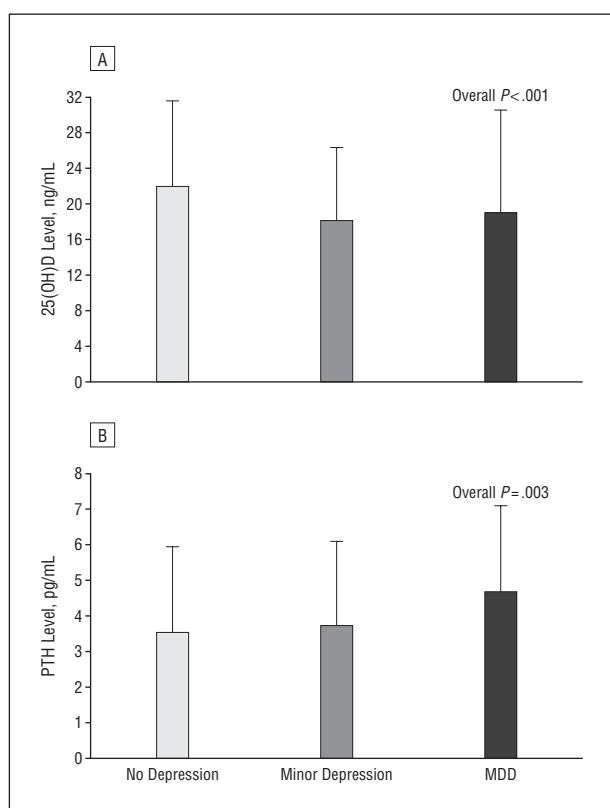 A
Overall P<.001
32
28
24
20
16
12
8
4
0
25(OH)D Level, ng/mL
B
Overall P=.003
8
7
6
5
4
3
2
1
0
PTH Level, pg/mL
No Depression Minor Depression MDD